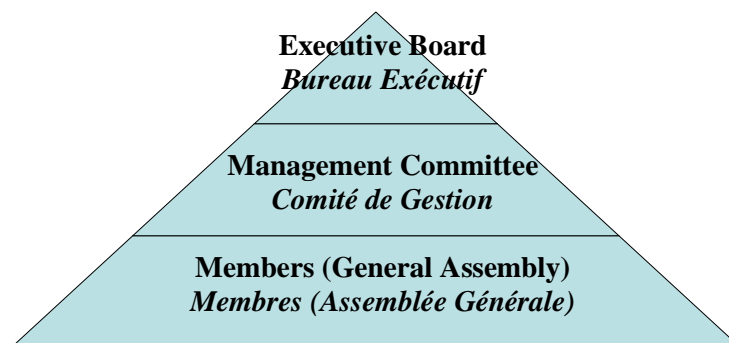 Executive Board
Bureau Exécutif
Management Committee
Comité de Gestion
Members (General Assembly)
Membres (Assemblée Générale)